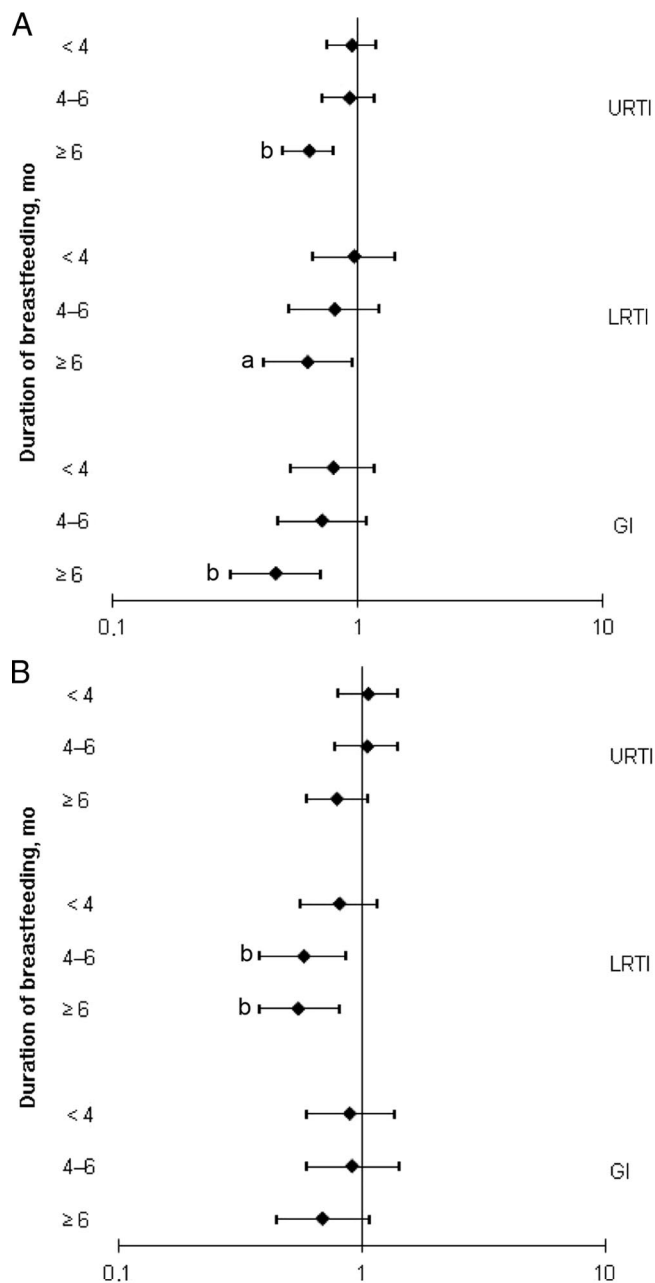 A
< 4
4–6
URTI
b
≥ 6
< 4
4–6
LRTI
a
≥ 6
< 4
4–6
GI
b
≥ 6
Duration of breastfeeding, mo
0.1 1 10
B
< 4
4–6
URTI
≥ 6
< 4
b
4–6
LRTI
b
≥ 6
< 4
4–6
GI
≥ 6
Duration of breastfeeding, mo
0.1 1 10